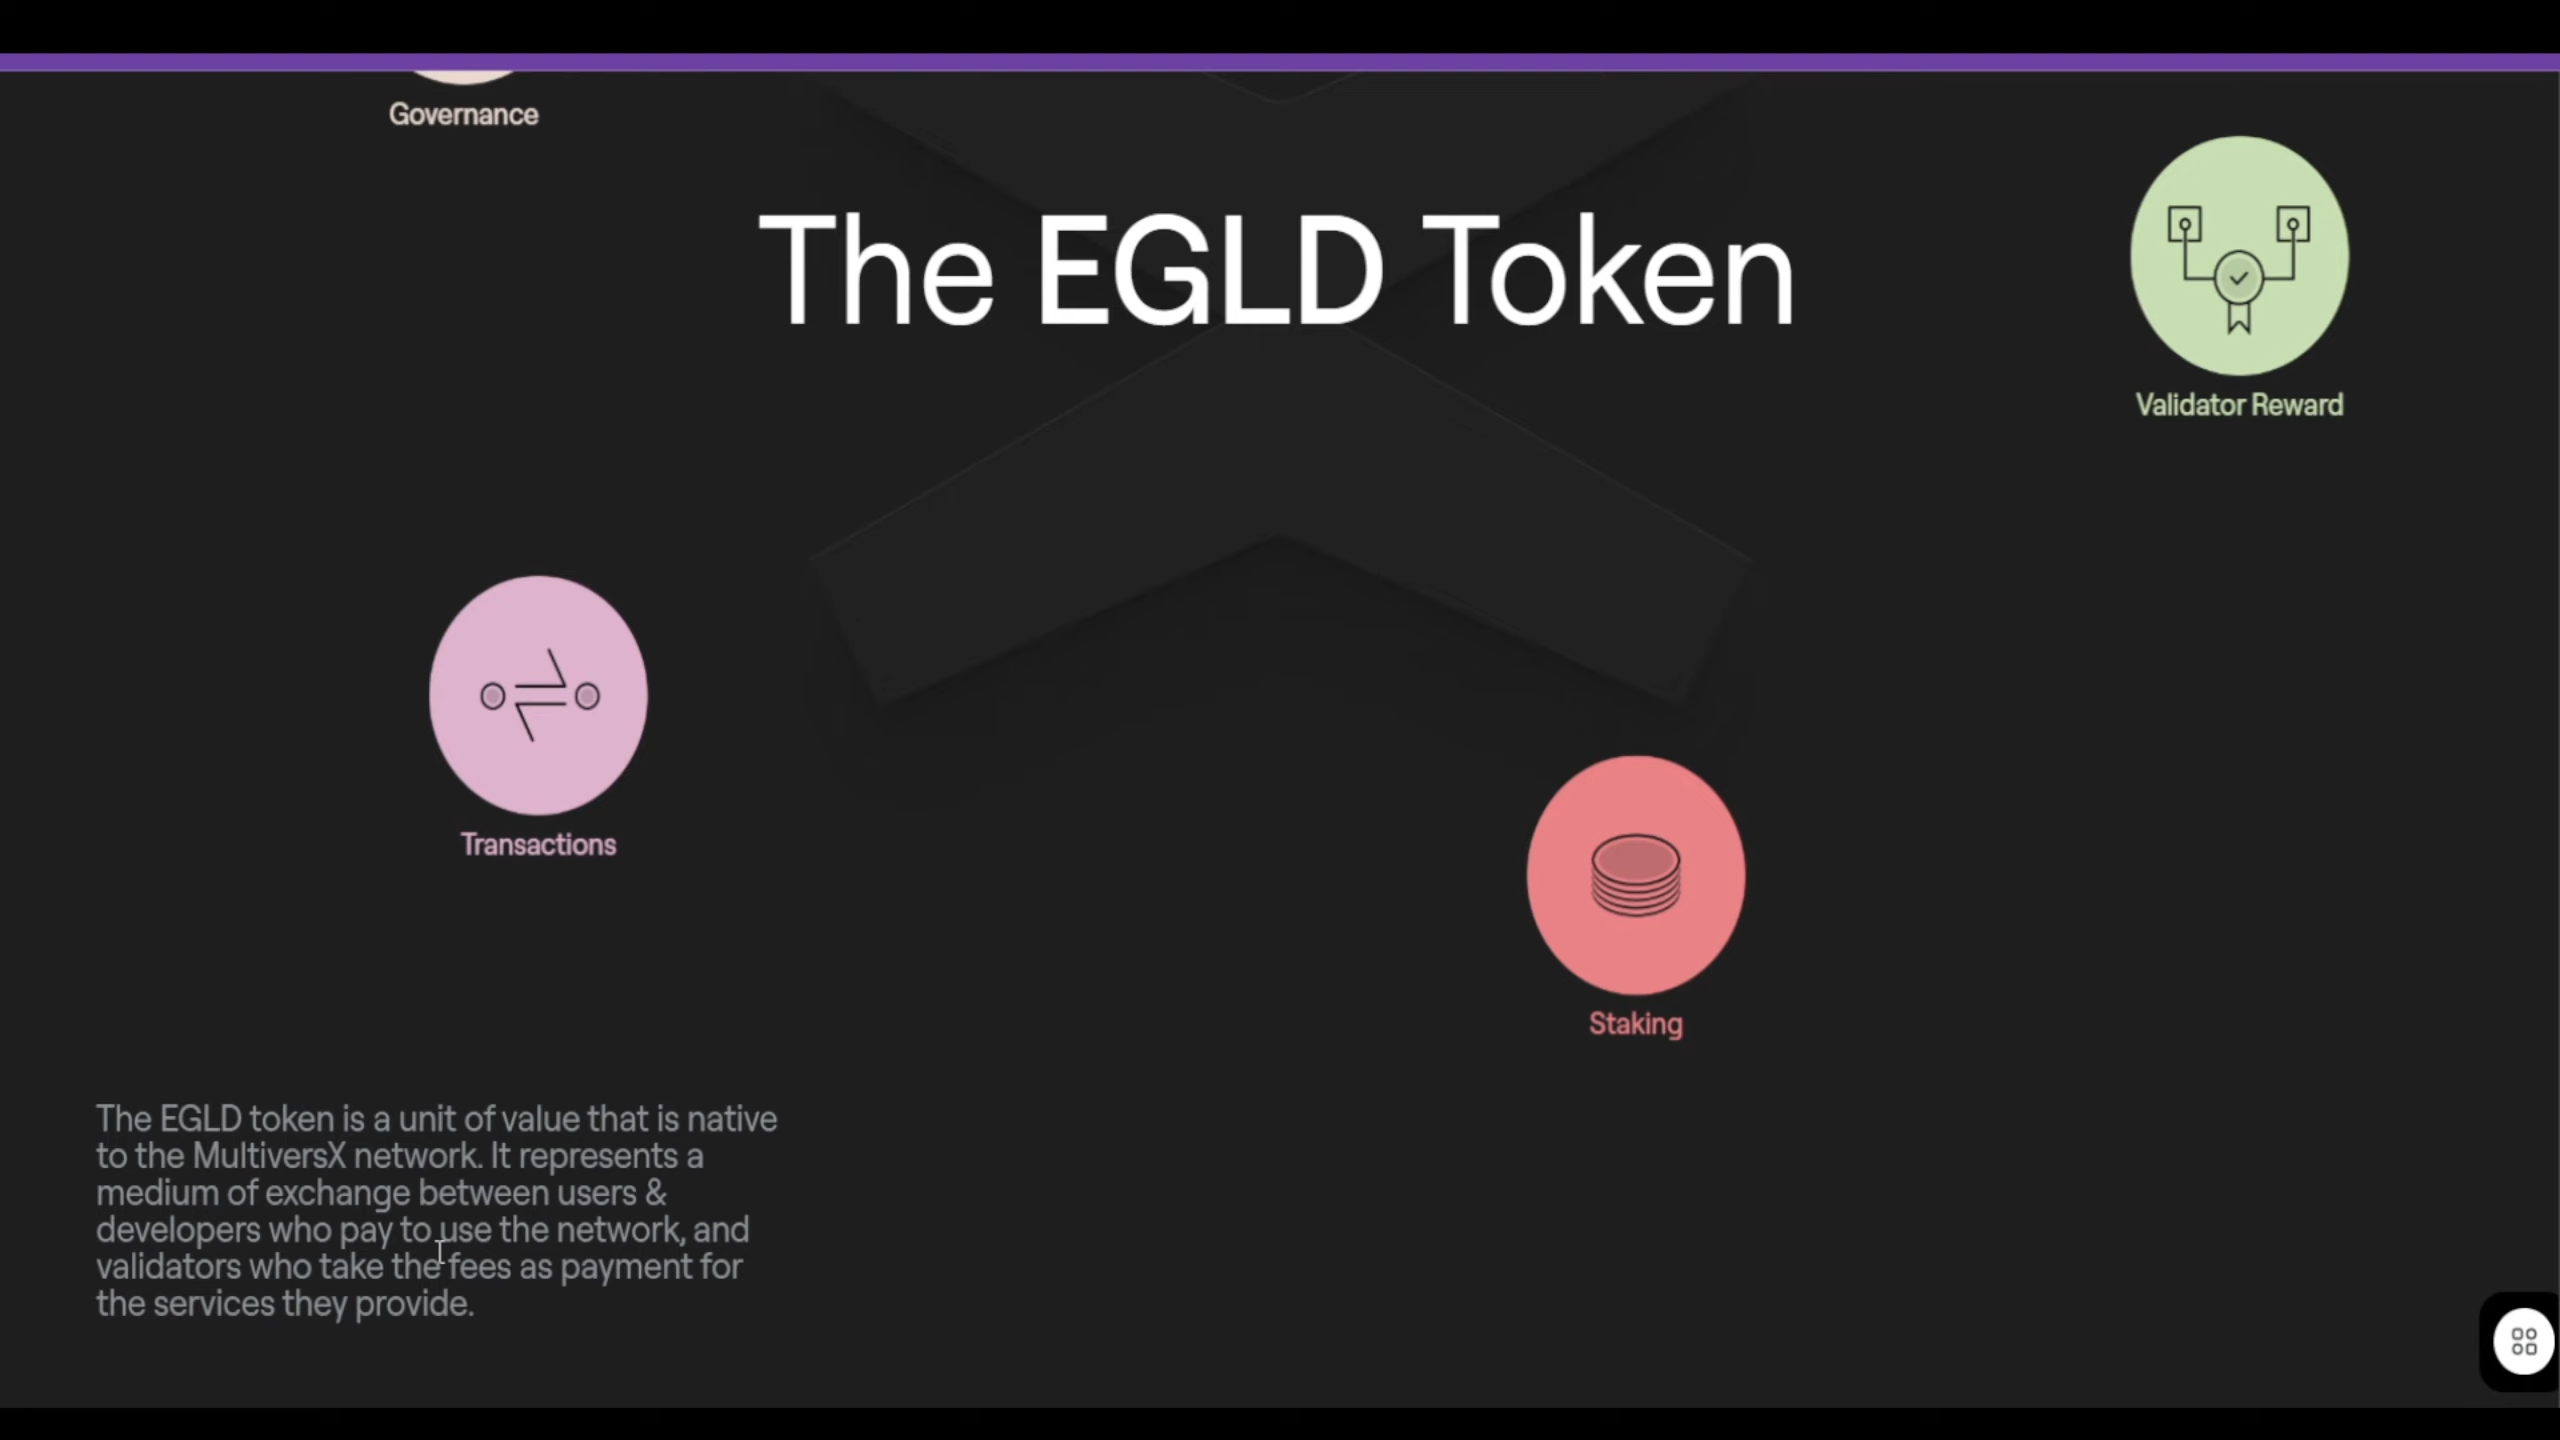 Governance
The EGLD Token
Validator Reward
Transactions
Staking
The EGLD token is a unit of value that is native
to the MultiversX network. It represents a
medium of exchange between users &
developers who pay to use the network, and
validators who take the fees as payment for
the services they provide.